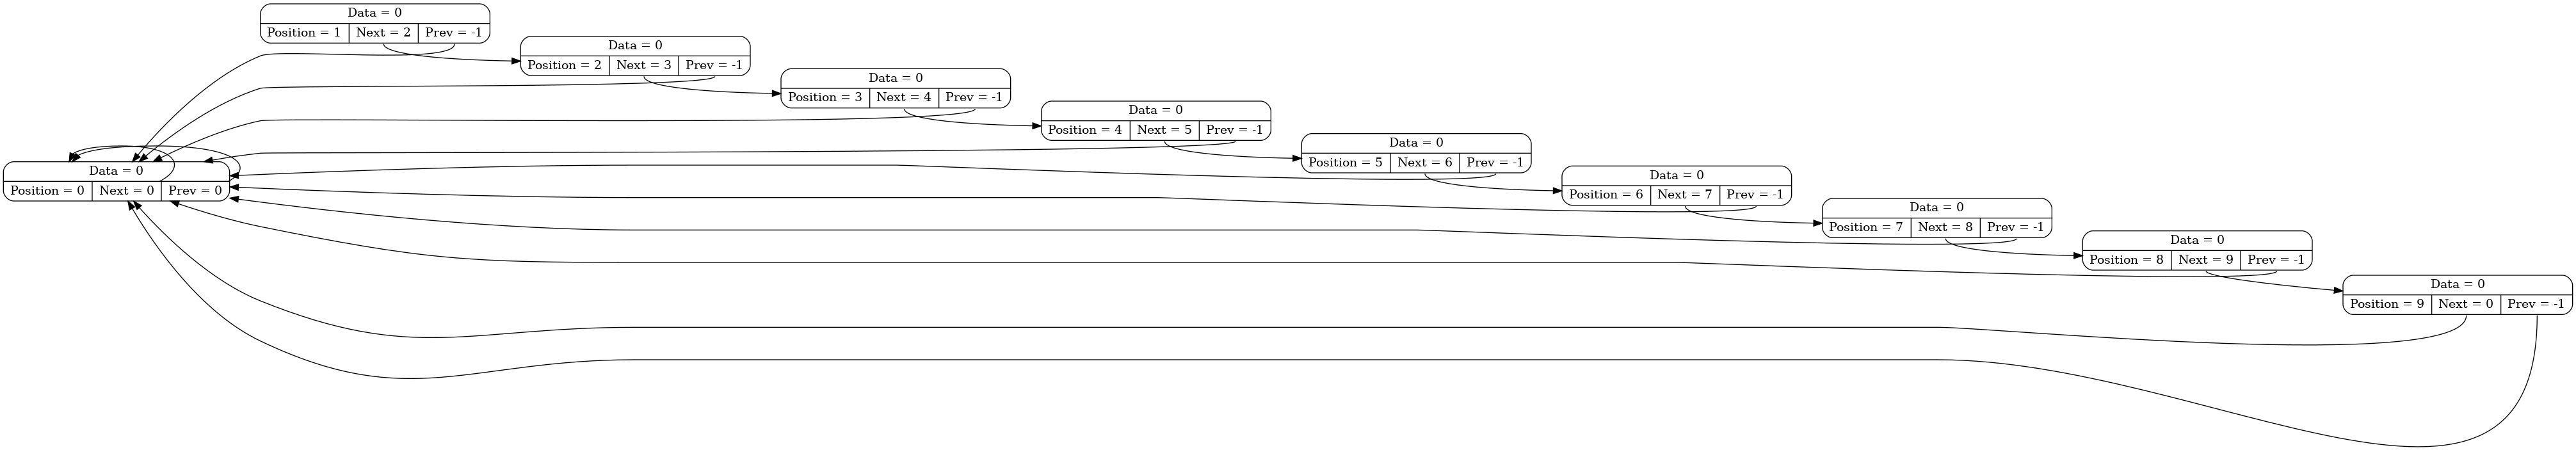 Data = 0
Position = 1 Next = 2 Prev = -1
Data = 0
Position = 2 Next = 3 Prev = -1
Data = 0
Position = 3 Next = 4 Prev = -1
Data = 0
Position = 4 Next = 5 Prev = -1
Data = 0
Position = 5 Next = 6 Prev = -1
Data = 0
Position = 0 Next = 0 Prev = 0
Data = 0
Position = 6 Next = 7 Prev = -1
Data = 0
Position = 7 Next = 8 Prev = -1
Data = 0
Position = 8 Next = 9 Prev = -1
Data = 0
Position = 9 Next = 0 Prev = -1